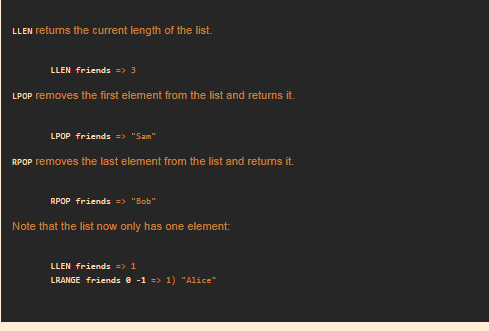 LLEN returns the current length of the list.
LLEN friends => 3
LPOP removes the first element from the list and returns it.
LPOP friends => "Sam"
RPOP removes the last element from the list and returns it.
RPOP friends => "Bob"
Note that the list now only has one element:
LLEN friends => 1
LRANGE friends 0 -1 => 1) "Alice"